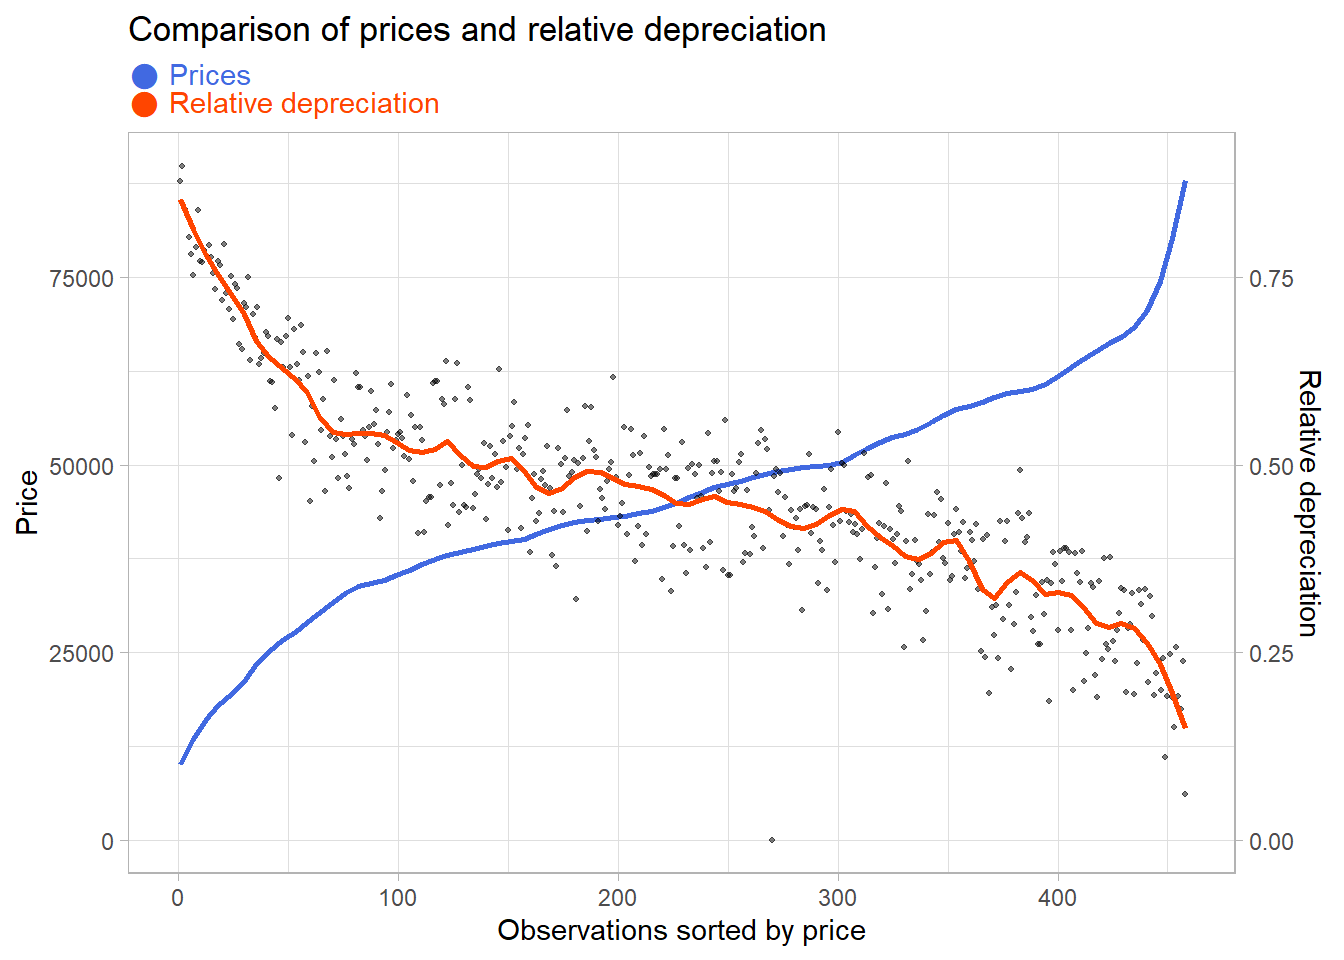 Comparison of prices and relative depreciation
Prices
Relative depreciation
75000
50000
25000
0
Price
0.75
0.50
0.25
0.00
Relative depreciation
0
100
200
300
400
Observations sorted by price